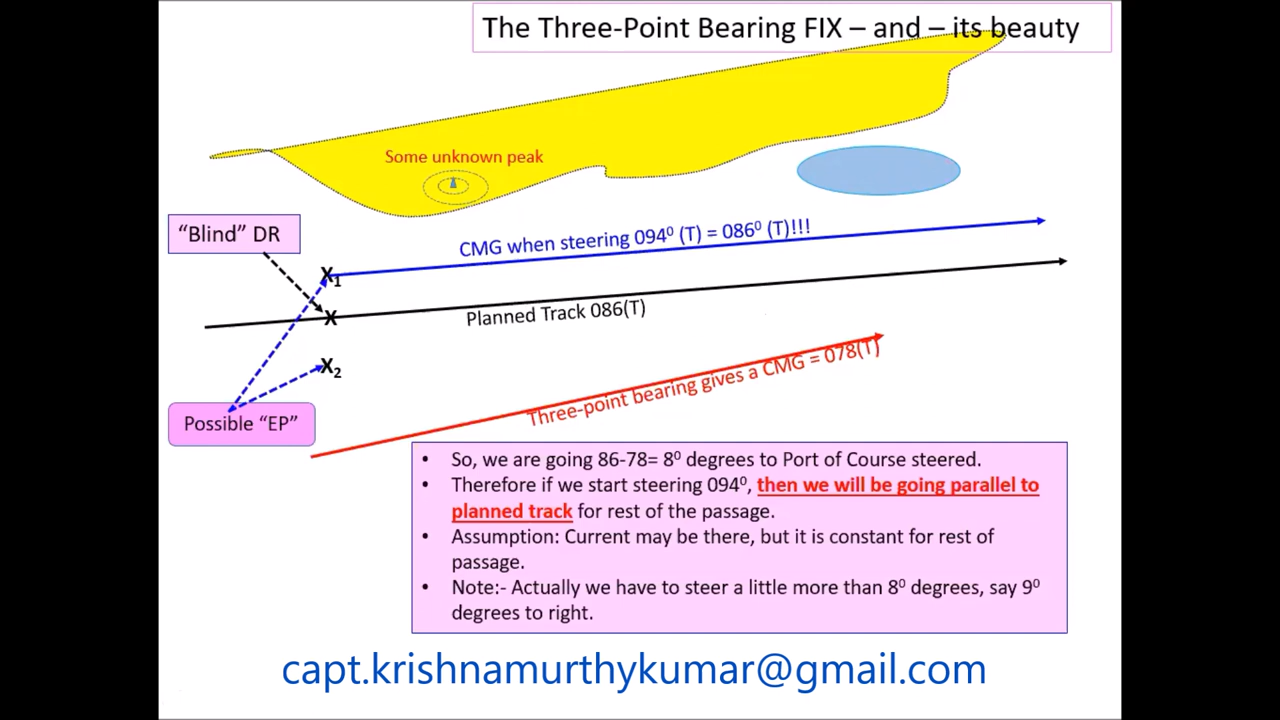 The Three-Point Bearing FIX – and – its beauty
Some unknown peak
"Blind" DR
CMG when steering 094⁰ (T) = 086⁰ (T)!!!
X₁
X
Planned Track 086(T)
X₂
Three-point bearing gives a CMG = 078(T)
Possible "EP"
• So, we are going 86-78= 8⁰ degrees to Port of Course steered.
• Therefore if we start steering 094⁰, then we will be going parallel to
planned track for rest of the passage.
• Assumption: Current may be there, but it is constant for rest of
passage.
• Note:- Actually we have to steer a little more than 8⁰ degrees, say 9⁰
degrees to right.
capt.krishnamurthykumar@gmail.com